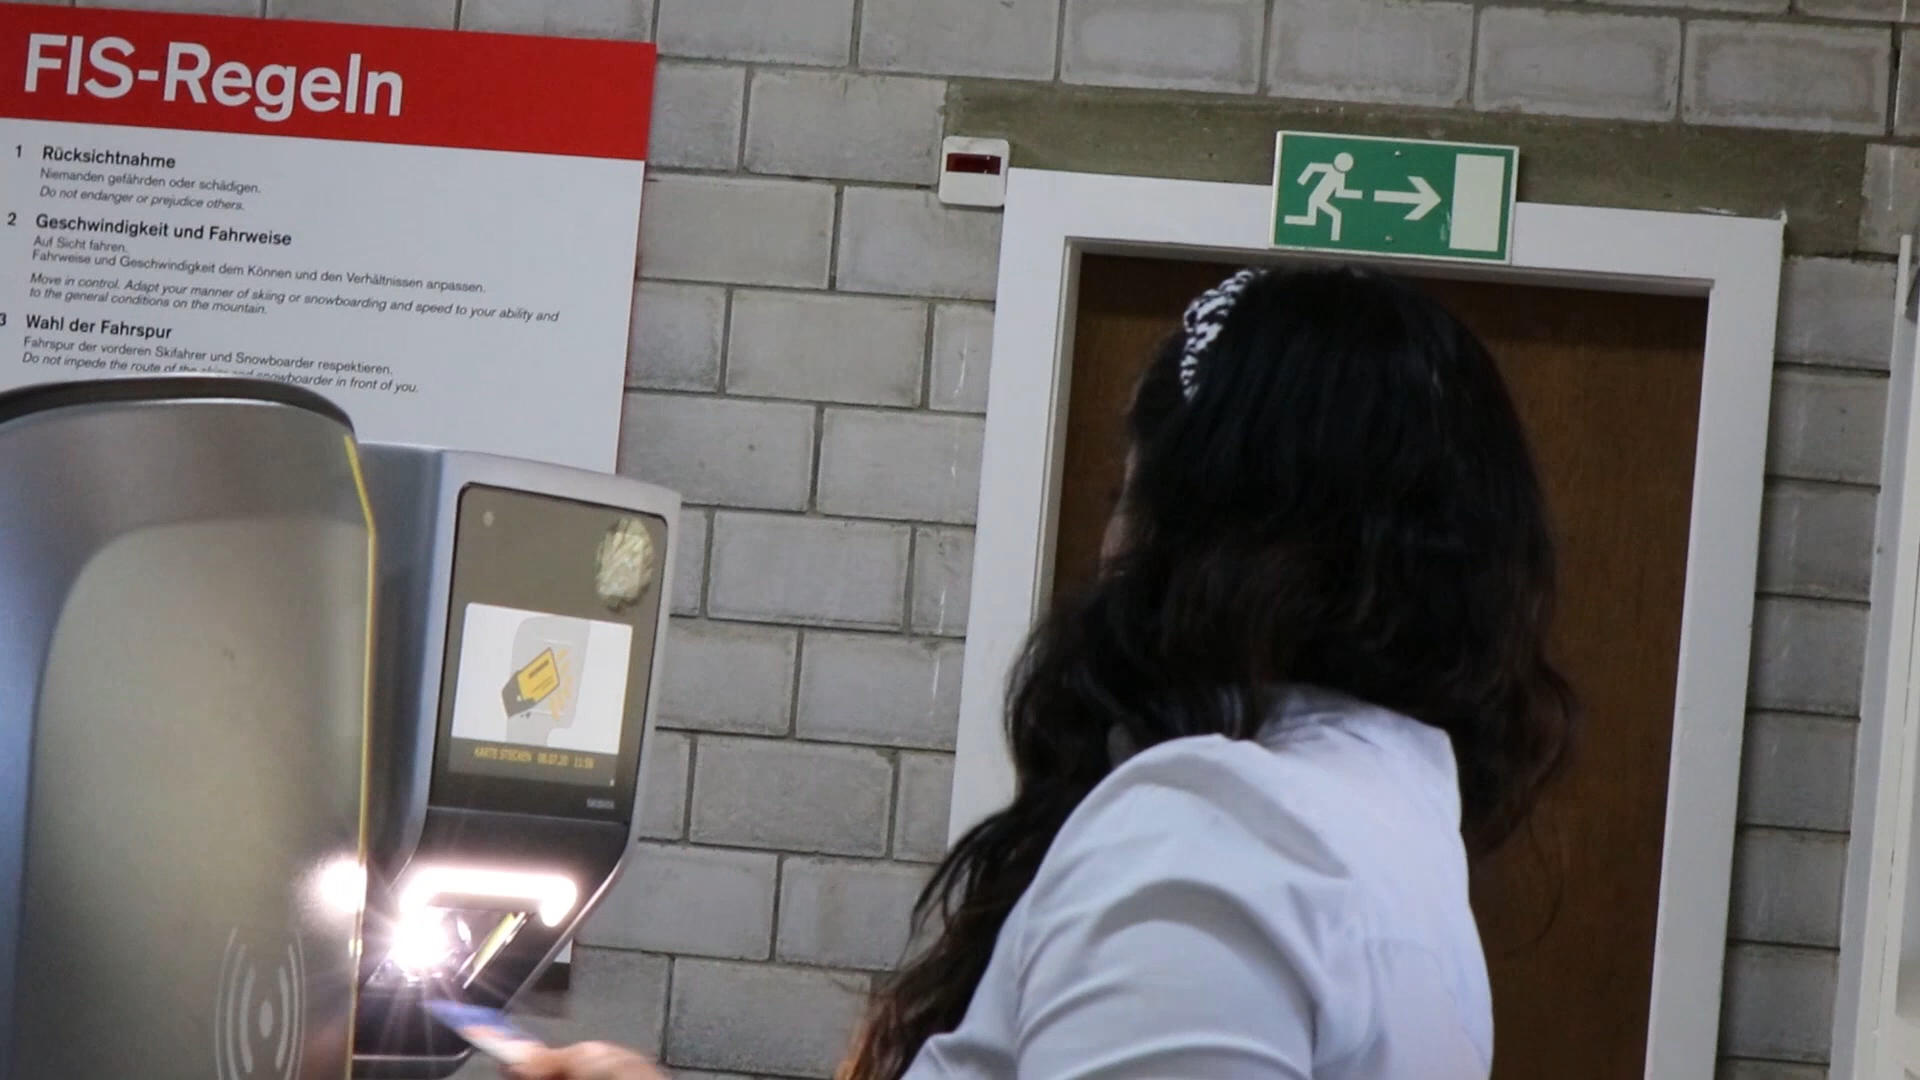 FIS-Regeln
1 Rücksichtnahme
Niemanden gefährden oder schädigen.
Do not endanger or prejudice others.
2 Geschwindigkeit und Fahrweise
Auf Sicht fahren.
Fahrweise und Geschwindigkeit dem Können und den Verhältnissen anpassen.
Move in control. Adapt your manner of skiing or snowboarding and speed to your ability and
to the general conditions on the mountain.
3 Wahl der Fahrspur
Fahrspur der vorderen Skifahrer und Snowboarder respektieren.
Do not impede the route of the skier and snowboarder in front of you.
KARTE STECKEN